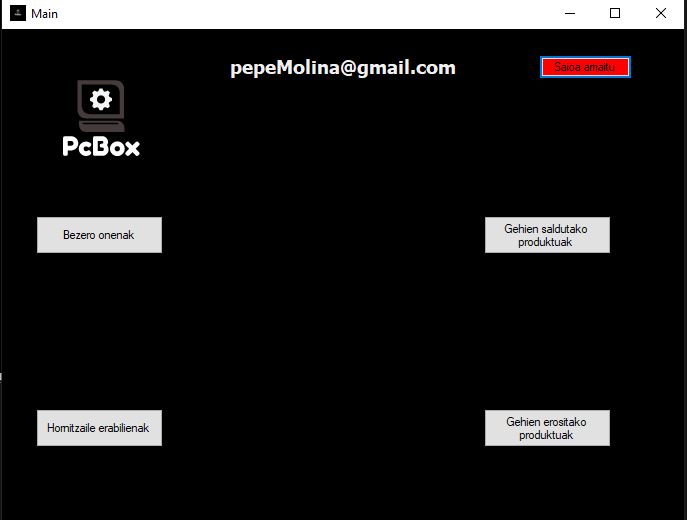 Main
pepeMolina@gmail.com
Saioa amaitu
PcBox
Bezero onenak
Gehien saldutako
produktuak
Hornitzaile erabilienak
Gehien erositako
produktuak